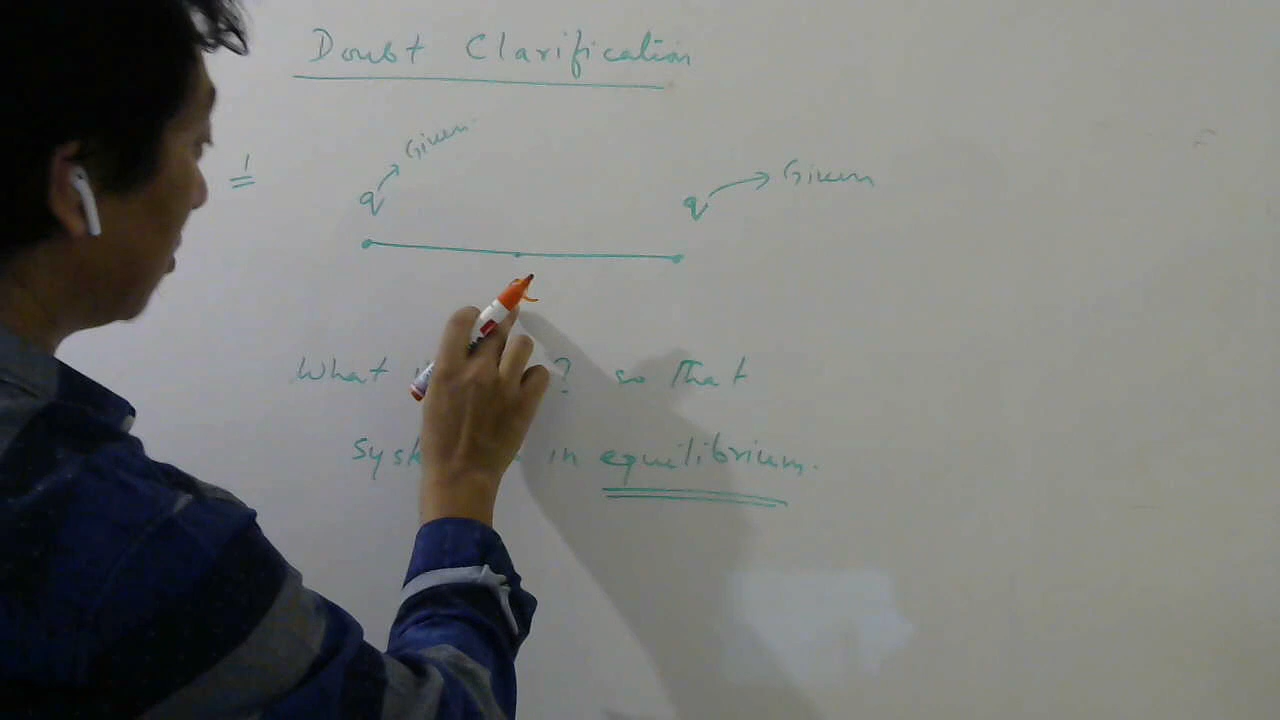 Doubt Clarification
1 q Given q Given
What ? so that
in equilibrium.